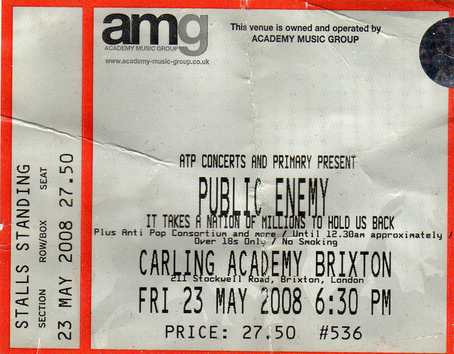 amg
ACADEMY MUSIC GROUP
www.academy-music-group.co.uk
This venue is owned and operated by
ACADEMY MUSIC GROUP
ATP CONCERTS AND PRIMARY PRESENT
PUBLIC ENEMY
IT TAKES A NATION OF MILLIONS TO HOLD US BACK
Plus Anti Pop Consortium and more / Until 12.30am approximately /
Over 18s Only / No Smoking
CARLING ACADEMY BRIXTON
211 Stockwell Road, Brixton, London
FRI 23 MAY 2008 6:30 PM
PRICE: 27.50 #536
STALLS STANDING
SECTION ROW/BOX SEAT
23 MAY 2008 27.50